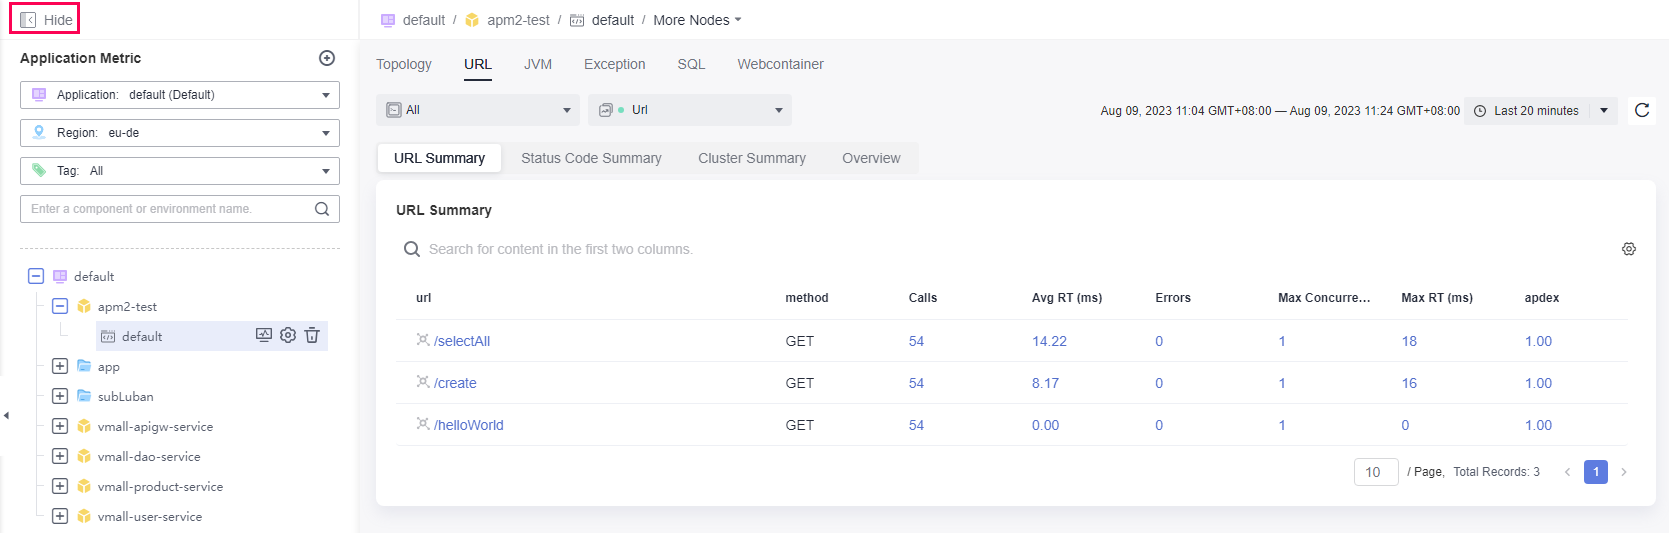 Hide
default / apm2-test / default / More Nodes
Application Metric
Application: default (Default)
Region: eu-de
Tag: All
Enter a component or environment name.
default
apm2-test
default
app
subLuban
vmall-apigw-service
vmall-dao-service
vmall-product-service
vmall-user-service
Topology URL JVM Exception SQL Webcontainer
All Url Aug 09, 2023 11:04 GMT+08:00 — Aug 09, 2023 11:24 GMT+08:00 Last 20 minutes
URL Summary Status Code Summary Cluster Summary Overview
URL Summary
Search for content in the first two columns.
url method Calls Avg RT (ms) Errors Max Concurre... Max RT (ms) apdex
/selectAll GET 54 14.22 0 1 18 1.00
/create GET 54 8.17 0 1 16 1.00
/helloWorld GET 54 0.00 0 1 0 1.00
10 / Page, Total Records: 3 < 1 >